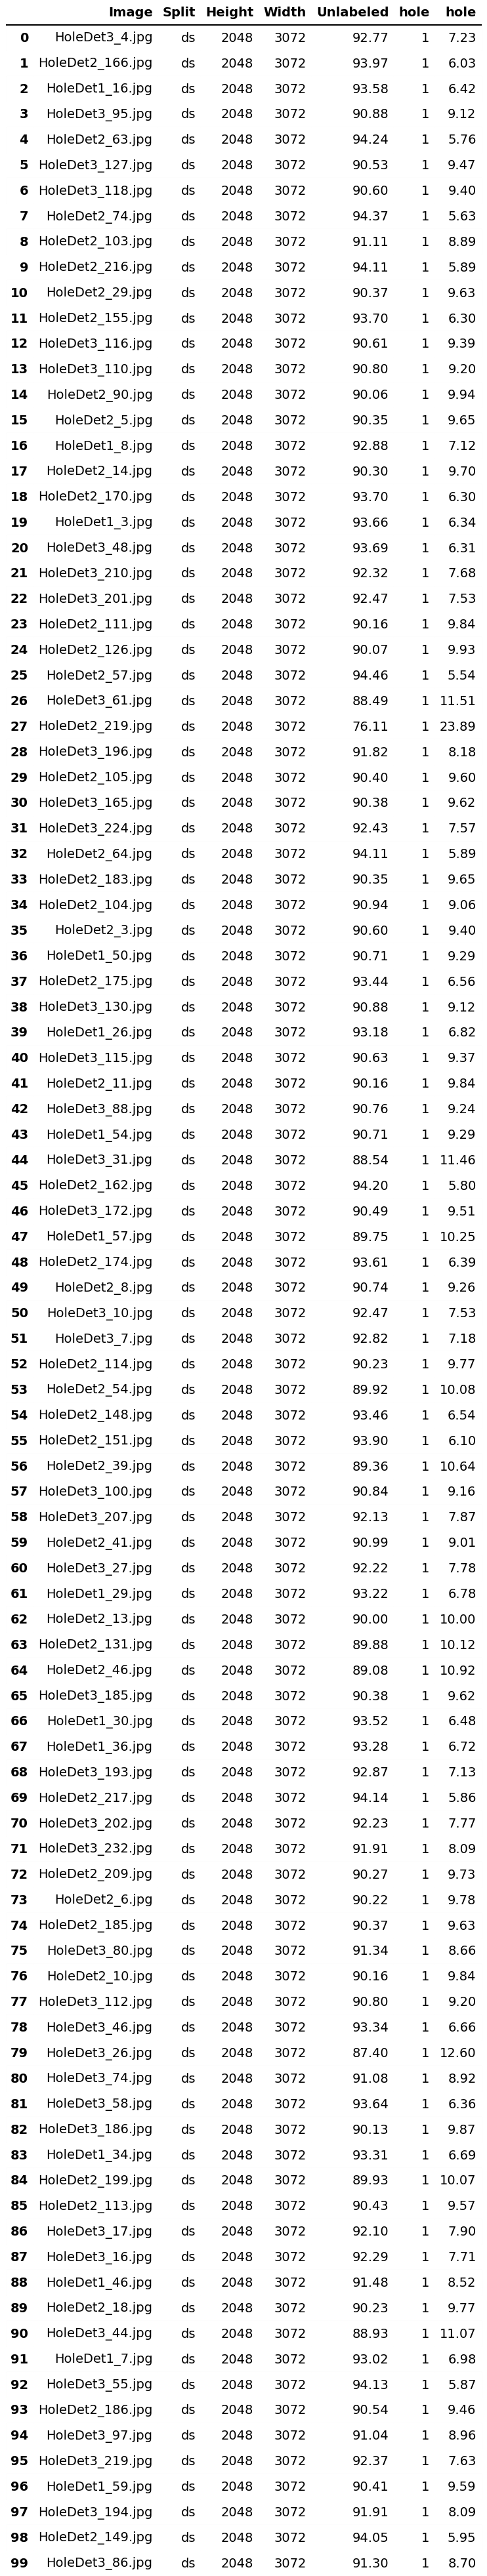 Image Split Height Width Unlabeled hole hole
0 HoleDet3_4.jpg ds 2048 3072 92.77 1 7.23
1 HoleDet2_166.jpg ds 2048 3072 93.97 1 6.03
2 HoleDet1_16.jpg ds 2048 3072 93.58 1 6.42
3 HoleDet3_95.jpg ds 2048 3072 90.88 1 9.12
4 HoleDet2_63.jpg ds 2048 3072 94.24 1 5.76
5 HoleDet3_127.jpg ds 2048 3072 90.53 1 9.47
6 HoleDet3_118.jpg ds 2048 3072 90.60 1 9.40
7 HoleDet2_74.jpg ds 2048 3072 94.37 1 5.63
8 HoleDet2_103.jpg ds 2048 3072 91.11 1 8.89
9 HoleDet2_216.jpg ds 2048 3072 94.11 1 5.89
10 HoleDet2_29.jpg ds 2048 3072 90.37 1 9.63
11 HoleDet2_155.jpg ds 2048 3072 93.70 1 6.30
12 HoleDet3_116.jpg ds 2048 3072 90.61 1 9.39
13 HoleDet3_110.jpg ds 2048 3072 90.80 1 9.20
14 HoleDet2_90.jpg ds 2048 3072 90.06 1 9.94
15 HoleDet2_5.jpg ds 2048 3072 90.35 1 9.65
16 HoleDet1_8.jpg ds 2048 3072 92.88 1 7.12
17 HoleDet2_14.jpg ds 2048 3072 90.30 1 9.70
18 HoleDet2_170.jpg ds 2048 3072 93.70 1 6.30
19 HoleDet1_3.jpg ds 2048 3072 93.66 1 6.34
20 HoleDet3_48.jpg ds 2048 3072 93.69 1 6.31
21 HoleDet3_210.jpg ds 2048 3072 92.32 1 7.68
22 HoleDet3_201.jpg ds 2048 3072 92.47 1 7.53
23 HoleDet2_111.jpg ds 2048 3072 90.16 1 9.84
24 HoleDet2_126.jpg ds 2048 3072 90.07 1 9.93
25 HoleDet2_57.jpg ds 2048 3072 94.46 1 5.54
26 HoleDet3_61.jpg ds 2048 3072 88.49 1 11.51
27 HoleDet2_219.jpg ds 2048 3072 76.11 1 23.89
28 HoleDet3_196.jpg ds 2048 3072 91.82 1 8.18
29 HoleDet2_105.jpg ds 2048 3072 90.40 1 9.60
30 HoleDet3_165.jpg ds 2048 3072 90.38 1 9.62
31 HoleDet3_224.jpg ds 2048 3072 92.43 1 7.57
32 HoleDet2_64.jpg ds 2048 3072 94.11 1 5.89
33 HoleDet2_183.jpg ds 2048 3072 90.35 1 9.65
34 HoleDet2_104.jpg ds 2048 3072 90.94 1 9.06
35 HoleDet2_3.jpg ds 2048 3072 90.60 1 9.40
36 HoleDet1_50.jpg ds 2048 3072 90.71 1 9.29
37 HoleDet2_175.jpg ds 2048 3072 93.44 1 6.56
38 HoleDet3_130.jpg ds 2048 3072 90.88 1 9.12
39 HoleDet1_26.jpg ds 2048 3072 93.18 1 6.82
40 HoleDet3_115.jpg ds 2048 3072 90.63 1 9.37
41 HoleDet2_11.jpg ds 2048 3072 90.16 1 9.84
42 HoleDet3_88.jpg ds 2048 3072 90.76 1 9.24
43 HoleDet1_54.jpg ds 2048 3072 90.71 1 9.29
44 HoleDet3_31.jpg ds 2048 3072 88.54 1 11.46
45 HoleDet2_162.jpg ds 2048 3072 94.20 1 5.80
46 HoleDet3_172.jpg ds 2048 3072 90.49 1 9.51
47 HoleDet1_57.jpg ds 2048 3072 89.75 1 10.25
48 HoleDet2_174.jpg ds 2048 3072 93.61 1 6.39
49 HoleDet2_8.jpg ds 2048 3072 90.74 1 9.26
50 HoleDet3_10.jpg ds 2048 3072 92.47 1 7.53
51 HoleDet3_7.jpg ds 2048 3072 92.82 1 7.18
52 HoleDet2_114.jpg ds 2048 3072 90.23 1 9.77
53 HoleDet2_54.jpg ds 2048 3072 89.92 1 10.08
54 HoleDet2_148.jpg ds 2048 3072 93.46 1 6.54
55 HoleDet2_151.jpg ds 2048 3072 93.90 1 6.10
56 HoleDet2_39.jpg ds 2048 3072 89.36 1 10.64
57 HoleDet3_100.jpg ds 2048 3072 90.84 1 9.16
58 HoleDet3_207.jpg ds 2048 3072 92.13 1 7.87
59 HoleDet2_41.jpg ds 2048 3072 90.99 1 9.01
60 HoleDet3_27.jpg ds 2048 3072 92.22 1 7.78
61 HoleDet1_29.jpg ds 2048 3072 93.22 1 6.78
62 HoleDet2_13.jpg ds 2048 3072 90.00 1 10.00
63 HoleDet2_131.jpg ds 2048 3072 89.88 1 10.12
64 HoleDet2_46.jpg ds 2048 3072 89.08 1 10.92
65 HoleDet3_185.jpg ds 2048 3072 90.38 1 9.62
66 HoleDet1_30.jpg ds 2048 3072 93.52 1 6.48
67 HoleDet1_36.jpg ds 2048 3072 93.28 1 6.72
68 HoleDet3_193.jpg ds 2048 3072 92.87 1 7.13
69 HoleDet2_217.jpg ds 2048 3072 94.14 1 5.86
70 HoleDet3_202.jpg ds 2048 3072 92.23 1 7.77
71 HoleDet3_232.jpg ds 2048 3072 91.91 1 8.09
72 HoleDet2_209.jpg ds 2048 3072 90.27 1 9.73
73 HoleDet2_6.jpg ds 2048 3072 90.22 1 9.78
74 HoleDet2_185.jpg ds 2048 3072 90.37 1 9.63
75 HoleDet3_80.jpg ds 2048 3072 91.34 1 8.66
76 HoleDet2_10.jpg ds 2048 3072 90.16 1 9.84
77 HoleDet3_112.jpg ds 2048 3072 90.80 1 9.20
78 HoleDet3_46.jpg ds 2048 3072 93.34 1 6.66
79 HoleDet3_26.jpg ds 2048 3072 87.40 1 12.60
80 HoleDet3_74.jpg ds 2048 3072 91.08 1 8.92
81 HoleDet3_58.jpg ds 2048 3072 93.64 1 6.36
82 HoleDet3_186.jpg ds 2048 3072 90.13 1 9.87
83 HoleDet1_34.jpg ds 2048 3072 93.31 1 6.69
84 HoleDet2_199.jpg ds 2048 3072 89.93 1 10.07
85 HoleDet2_113.jpg ds 2048 3072 90.43 1 9.57
86 HoleDet3_17.jpg ds 2048 3072 92.10 1 7.90
87 HoleDet3_16.jpg ds 2048 3072 92.29 1 7.71
88 HoleDet1_46.jpg ds 2048 3072 91.48 1 8.52
89 HoleDet2_18.jpg ds 2048 3072 90.23 1 9.77
90 HoleDet3_44.jpg ds 2048 3072 88.93 1 11.07
91 HoleDet1_7.jpg ds 2048 3072 93.02 1 6.98
92 HoleDet3_55.jpg ds 2048 3072 94.13 1 5.87
93 HoleDet2_186.jpg ds 2048 3072 90.54 1 9.46
94 HoleDet3_97.jpg ds 2048 3072 91.04 1 8.96
95 HoleDet3_219.jpg ds 2048 3072 92.37 1 7.63
96 HoleDet1_59.jpg ds 2048 3072 90.41 1 9.59
97 HoleDet3_194.jpg ds 2048 3072 91.91 1 8.09
98 HoleDet2_149.jpg ds 2048 3072 94.05 1 5.95
99 HoleDet3_86.jpg ds 2048 3072 91.30 1 8.70